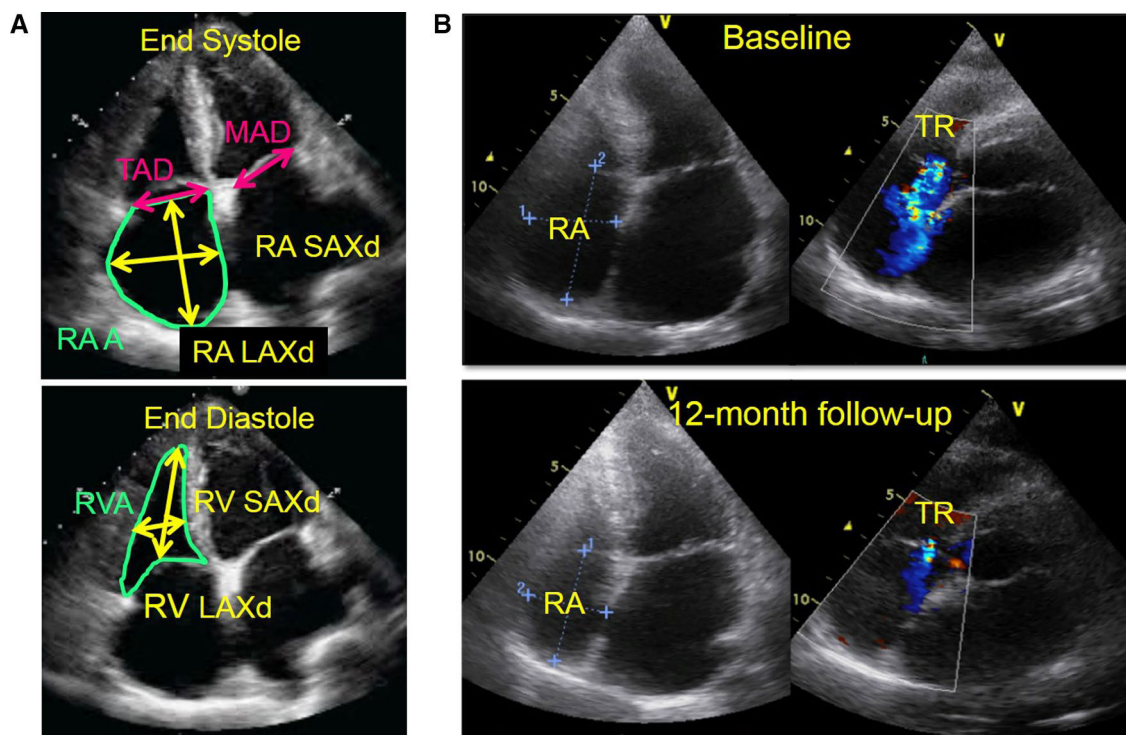 A
End Systole
MAD
TAD
RA SAXd
RA A
RA LAXd
End Diastole
RVA
RV SAXd
RV LAXd
B
V
Baseline
V
5
5
TR
2
10
1
RA
10
V
12-month follow-up
V
5
5
TR
10
1
2
RA
10